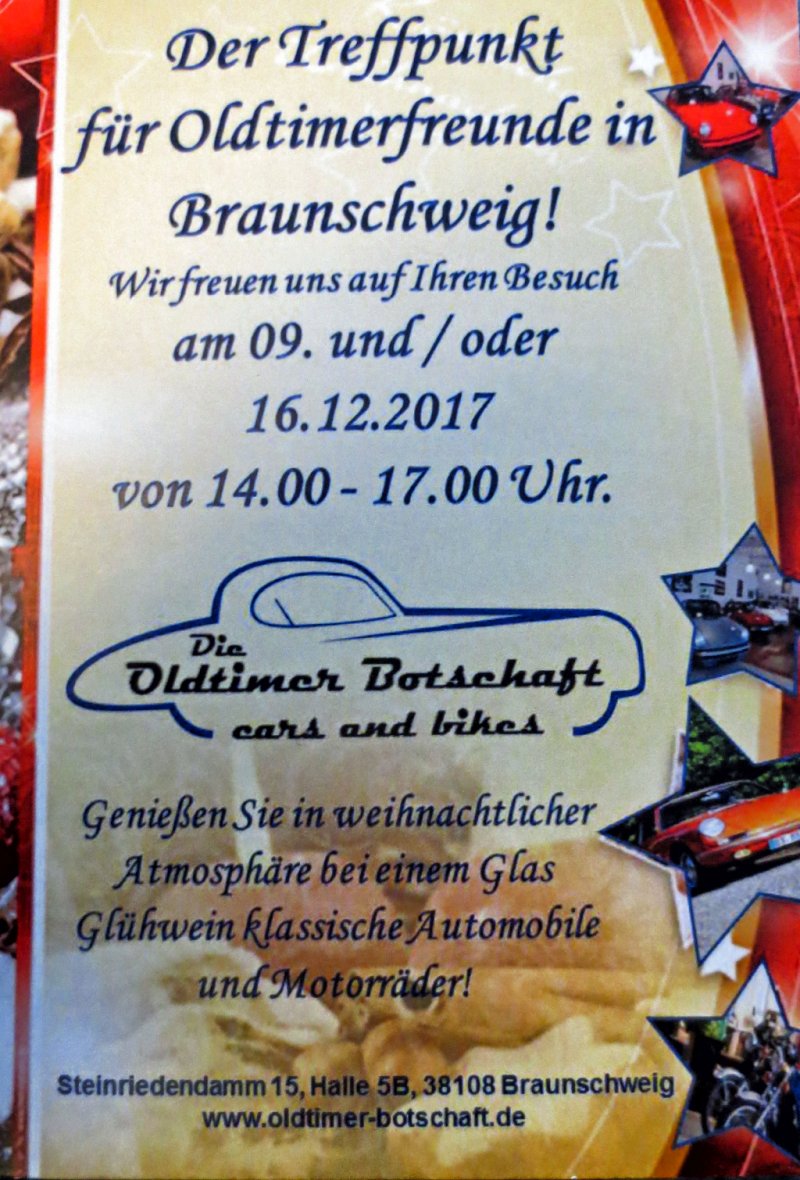 Der Treffpunkt
für Oldtimerfreunde in
Braunschweig!
Wir freuen uns auf Ihren Besuch
am 09. und / oder
16.12.2017
von 14.00 - 17.00 Uhr.
Die
Oldtimer Botschaft
cars and bikes
Genießen Sie in weihnachtlicher
Atmosphäre bei einem Glas
Glühwein klassische Automobile
und Motorräder!
Steinriedendamm 15, Halle 5B, 38108 Braunschweig
www.oldtimer-botschaft.de